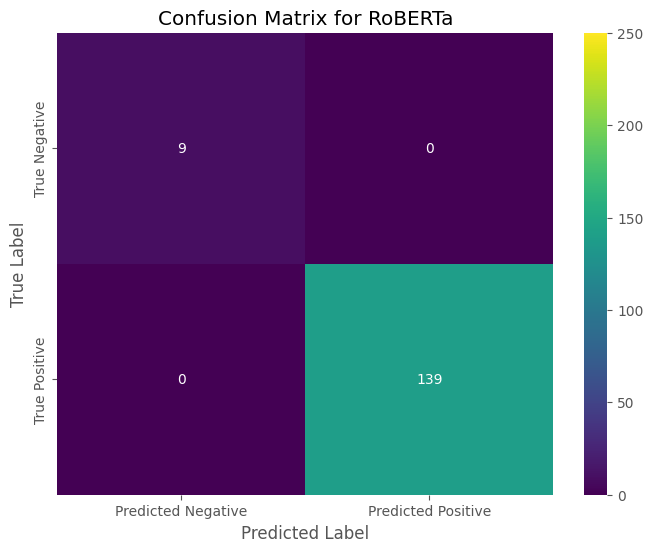 Confusion Matrix for RoBERTa
True Label
True Negative
True Positive
9
0
0
139
Predicted Negative
Predicted Positive
Predicted Label
250
200
150
100
50
0